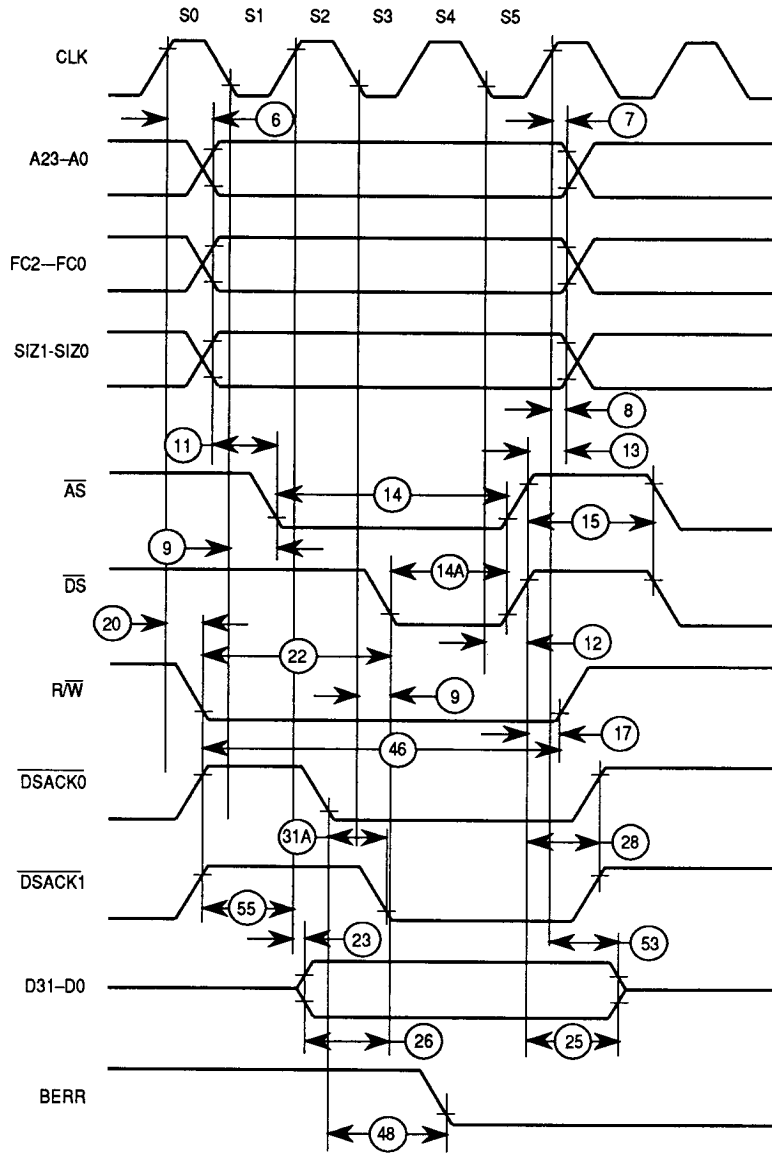 S0 S1 S2 S3 S4 S5
CLK
6 7
A23–A0
FC2—FC0
SIZ1-SIZ0
8
11 13
AS
14
15
9
14A
DS
20
22 12
R/W
9
17
46
DSACK0
31A 28
DSACK1
55
23 53
D31–D0
26 25
BERR
48